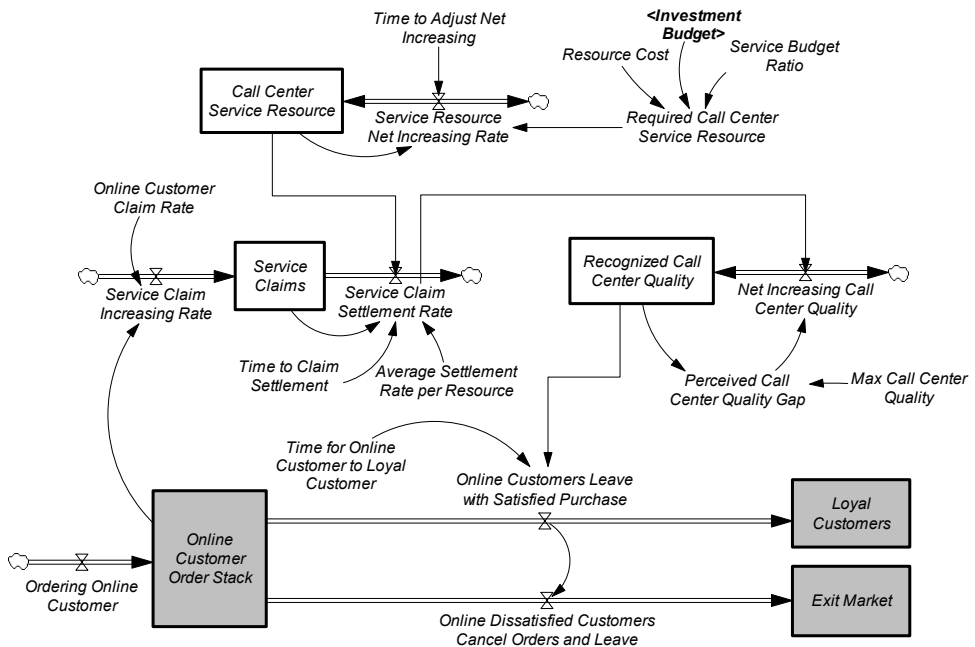 Time to Adjust Net
Increasing
<Investment
Budget>
Resource Cost
Service Budget
Ratio
Call Center
Service Resource
Service Resource
Net Increasing Rate
Required Call Center
Service Resource
Online Customer
Claim Rate
Service
Claims
Recognized Call
Center Quality
Service Claim
Increasing Rate
Service Claim
Settlement Rate
Net Increasing Call
Center Quality
Time to Claim
Settlement
Average Settlement
Rate per Resource
Perceived Call
Center Quality Gap
Max Call Center
Quality
Time for Online
Customer to Loyal
Customer
Online Customers Leave
with Satisfied Purchase
Loyal
Customers
Online
Customer
Order Stack
Ordering Online
Customer
Exit Market
Online Dissatisfied Customers
Cancel Orders and Leave